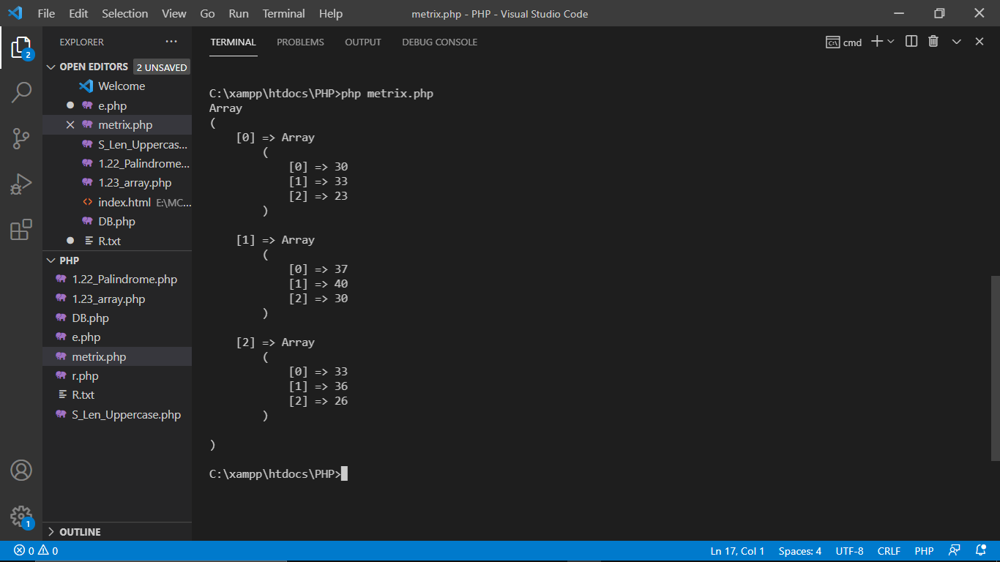 File Edit Selection View Go Run Terminal Help metrix.php - PHP - Visual Studio Code
EXPLORER
OPEN EDITORS 2 UNSAVED
Welcome
e.php
metrix.php
S_Len_Uppercas...
1.22_Palindrome...
1.23_array.php
index.html E:\MC...
DB.php
R.txt
PHP
1.22_Palindrome.php
1.23_array.php
DB.php
e.php
metrix.php
r.php
R.txt
S_Len_Uppercase.php
OUTLINE
2
1
TERMINAL PROBLEMS OUTPUT DEBUG CONSOLE cmd
C:\xampp\htdocs\PHP>php metrix.php
Array
(
[0] => Array
(
[0] => 30
[1] => 33
[2] => 23
)
[1] => Array
(
[0] => 37
[1] => 40
[2] => 30
)
[2] => Array
(
[0] => 33
[1] => 36
[2] => 26
)
)
C:\xampp\htdocs\PHP>
0 0 Ln 17, Col 1 Spaces: 4 UTF-8 CRLF PHP